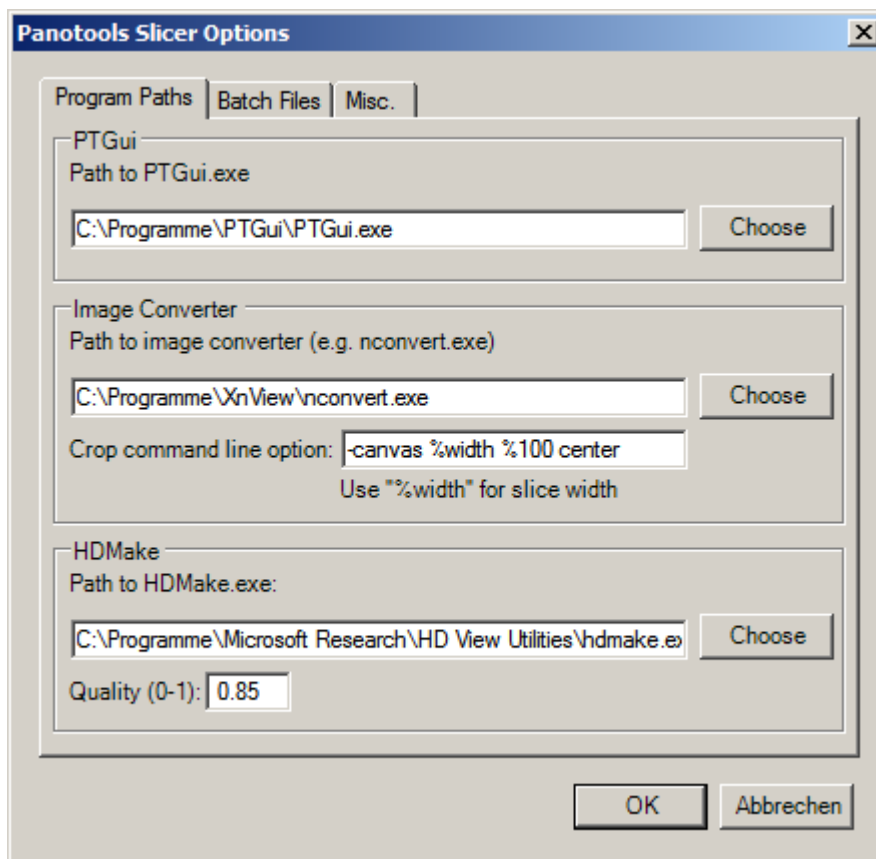 Panotools Slicer Options
Program Paths Batch Files Misc.
PTGui
Path to PTGui.exe
C:\Programme\PTGui\PTGui.exe Choose
Image Converter
Path to image converter (e.g. nconvert.exe)
C:\Programme\XnView\nconvert.exe Choose
Crop command line option: -canvas %width %100 center
Use "%width" for slice width
HDMake
Path to HDMake.exe:
C:\Programme\Microsoft Research\HD View Utilities\hdmake.ex Choose
Quality (0-1): 0.85
OK Abbrechen